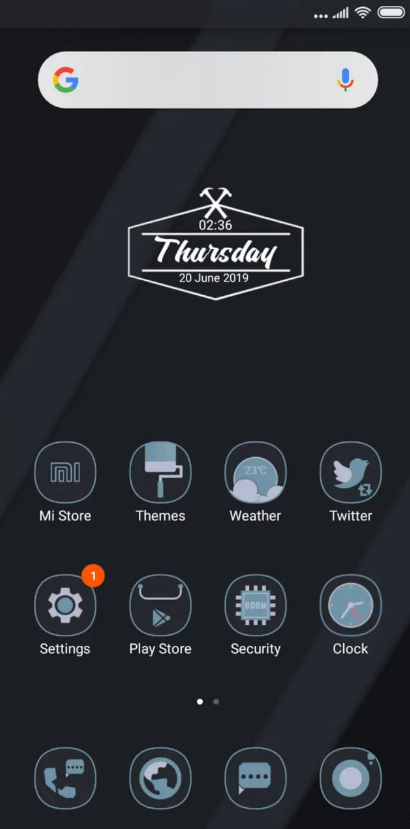 02:36
Thursday
20 June 2019
mi
Mi Store
Themes
23°C
Weather
Twitter
1
Settings
Play Store
BOOM
Security
Clock